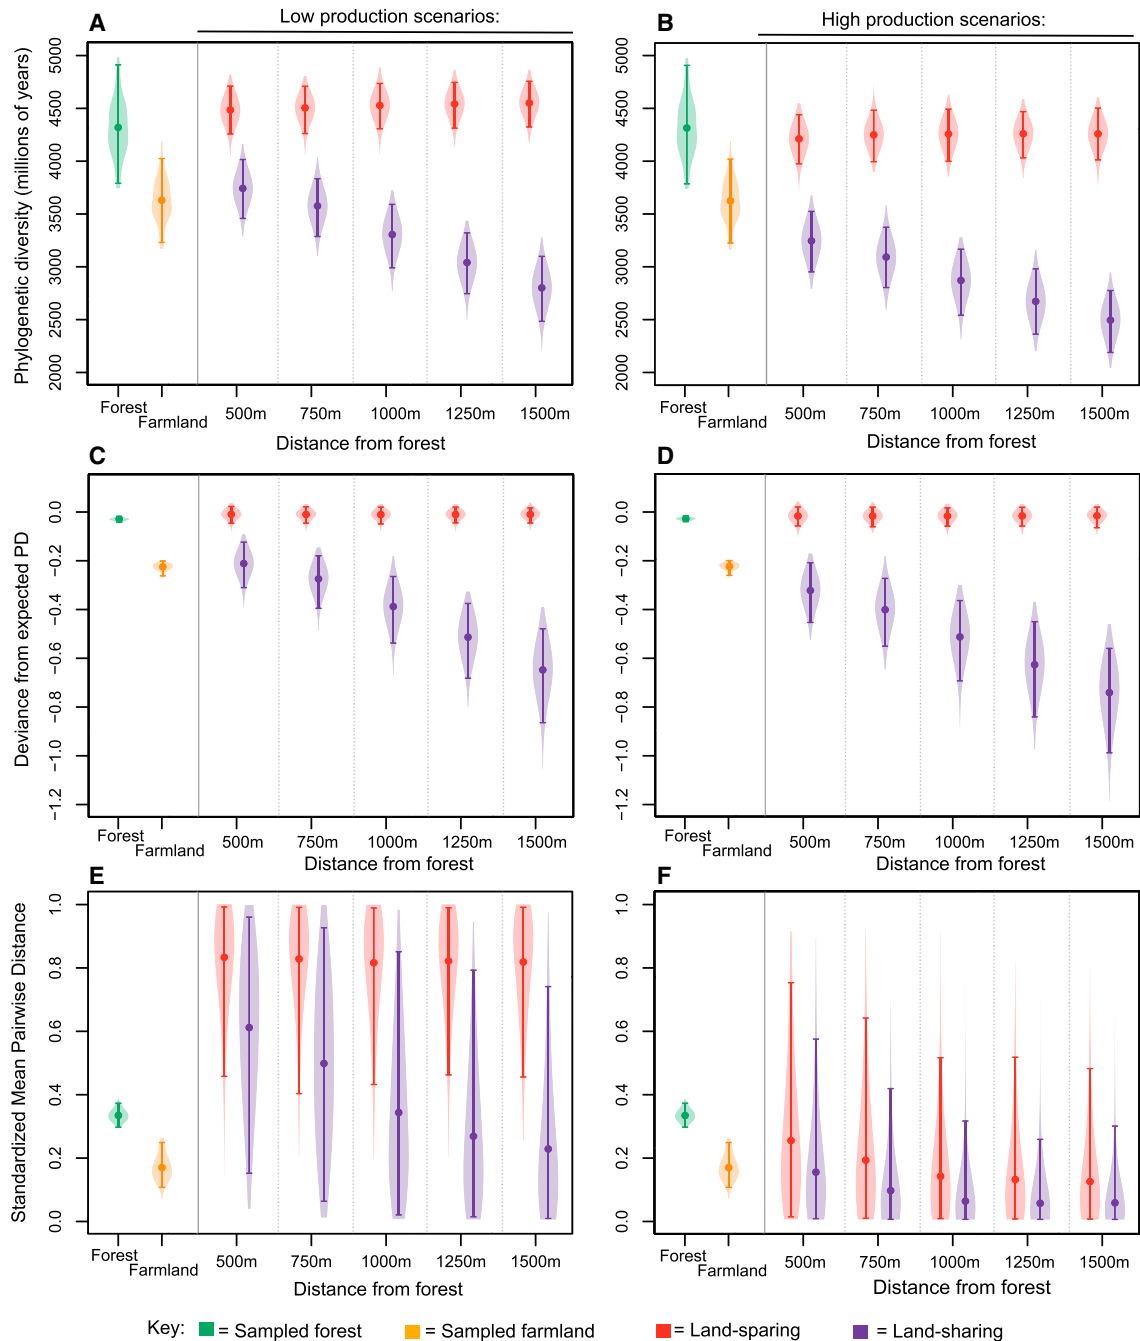 Low production scenarios:
High production scenarios:
A
B
Phylogenetic diversity (millions of years)
5000
4500
4000
3500
3000
2500
2000
Forest
Farmland
500m
750m
1000m
1250m
1500m
Distance from forest
5000
4500
4000
3500
3000
2500
2000
Forest
Farmland
500m
750m
1000m
1250m
1500m
Distance from forest
C
D
Deviance from expected PD
0.0
−0.2
−0.4
−0.6
−0.8
−1.0
−1.2
Forest
Farmland
500m
750m
1000m
1250m
1500m
Distance from forest
0.0
−0.2
−0.4
−0.6
−0.8
−1.0
−1.2
Forest
Farmland
500m
750m
1000m
1250m
1500m
Distance from forest
E
F
Standardized Mean Pairwise Distance
1.0
0.8
0.6
0.4
0.2
0.0
Forest
Farmland
500m
750m
1000m
1250m
1500m
Distance from forest
1.0
0.8
0.6
0.4
0.2
0.0
Forest
Farmland
500m
750m
1000m
1250m
1500m
Distance from forest
Key: = Sampled forest = Sampled farmland = Land-sparing = Land-sharing